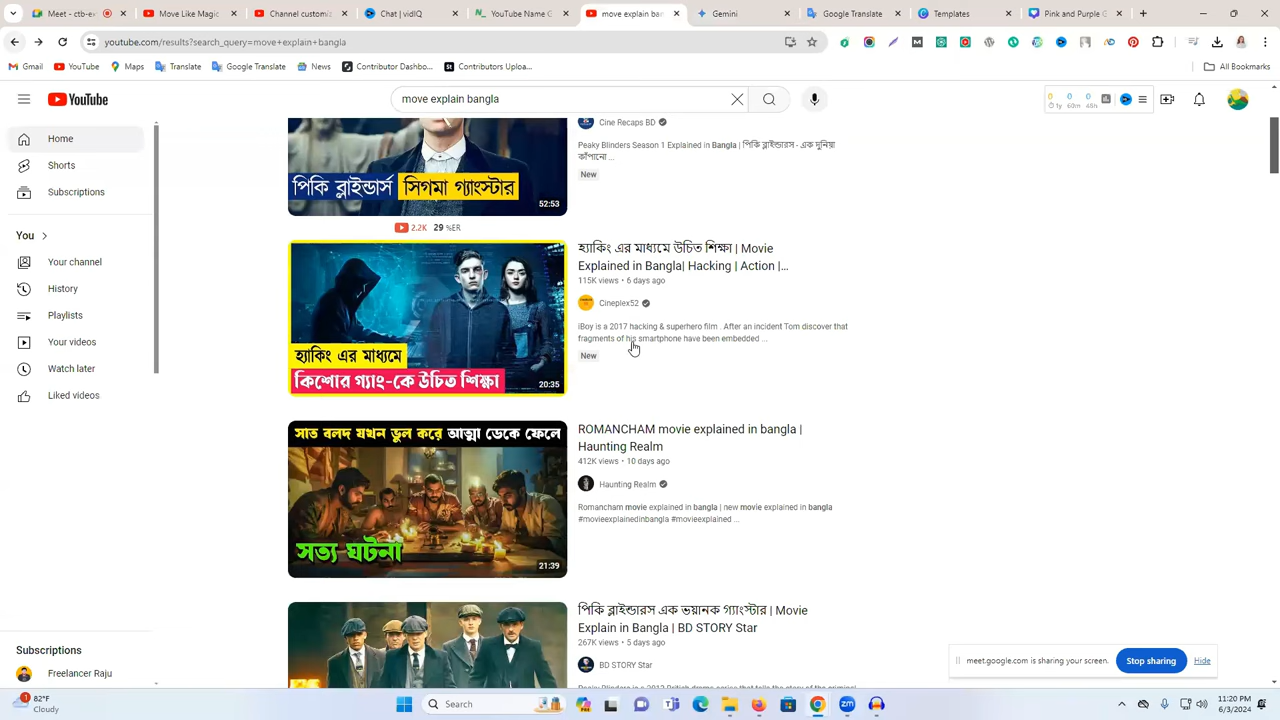 Meet - ctb-e
Move Like Magic
Channel customi
Chat | vidIQ
YouTube Name G
move explain ban
Gemini
Google Translate
Templates
Pink and Purple G
youtube.com/results?search_query=move+explain+bangla
Gmail
YouTube
Maps
Translate
Google Translate
News
Contributor Dashbo...
Contributors Uploa...
All Bookmarks
YouTube
move explain bangla
0 0 0
1y 60m 48h
Home
Shorts
Subscriptions
You
Your channel
History
Playlists
Your videos
Watch later
Liked videos
Subscriptions
Freelancer Raju
পিকি ব্লাইন্ডার্স সিগমা গ্যাংস্টার
52:53
Cine Recaps BD
Peaky Blinders Season 1 Explained in Bangla | পিকি ব্লাইন্ডারস - এক দুনিয়া
কাঁপানো ...
New
2.2K 29 %ER
হ্যাকিং এর মাধ্যমে
কিশোর গ্যাং-কে উচিত শিক্ষা
20:35
হ্যাকিং এর মাধ্যমে উচিত শিক্ষা | Movie
Explained in Bangla| Hacking | Action |...
115K views • 6 days ago
Cineplex52
iBoy is a 2017 hacking & superhero film . After an incident Tom discover that
fragments of his smartphone have been embedded ...
New
সাত বলদ যখন ভুল করে আত্মা ডেকে ফেলে
সত্য ঘটনা
21:39
ROMANCHAM movie explained in bangla |
Haunting Realm
412K views • 10 days ago
Haunting Realm
Romancham movie explained in bangla | new movie explained in bangla
#movieexplainedinbangla #movieexplained ...
পিকি ব্লাইন্ডারস এক ভয়ানক গ্যাংস্টার | Movie
Explain in Bangla | BD STORY Star
267K views • 5 days ago
BD STORY Star
meet.google.com is sharing your screen.
Stop sharing
Hide
1
82°F
Cloudy
Search
11:20 PM
6/3/2024